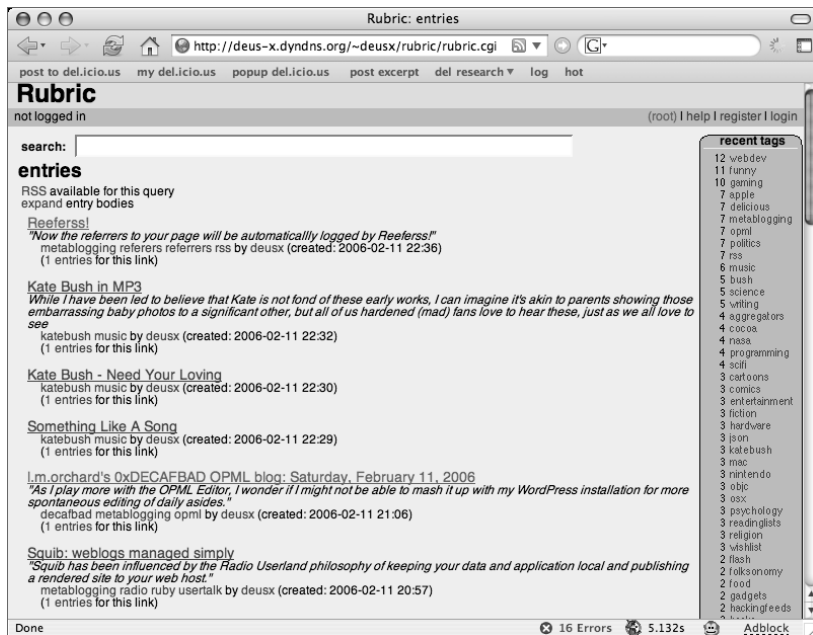 Rubric: entries
http://deus-x.dyndns.org/~deusx/rubric/rubric.cgi
G
post to del.icio.us my del.icio.us popup del.icio.us post excerpt del research log hot
Rubric
not logged in (root) | help | register | login
search:
entries
RSS available for this query
expand entry bodies
Reeferss!
"Now the referrers to your page will be automaticallly logged by Reeferss!"
metablogging referers referrers rss by deusx (created: 2006-02-11 22:36)
(1 entries for this link)
Kate Bush in MP3
While I have been led to believe that Kate is not fond of these early works, I can imagine it's akin to parents showing those
embarrassing baby photos to a significant other, but all of us hardened (mad) fans love to hear these, just as we all love to
see
katebush music by deusx (created: 2006-02-11 22:32)
(1 entries for this link)
Kate Bush - Need Your Loving
katebush music by deusx (created: 2006-02-11 22:30)
(1 entries for this link)
Something Like A Song
katebush music by deusx (created: 2006-02-11 22:29)
(1 entries for this link)
l.m.orchard's 0xDECAFBAD OPML blog: Saturday, February 11, 2006
"As I play more with the OPML Editor, I wonder if I might not be able to mash it up with my WordPress installation for more
spontaneous editing of daily asides."
decafbad metablogging opml by deusx (created: 2006-02-11 21:06)
(1 entries for this link)
Squib: weblogs managed simply
"Squib has been influenced by the Radio Userland philosophy of keeping your data and application local and publishing
a rendered site to your web host."
metablogging radio ruby usertalk by deusx (created: 2006-02-11 20:57)
(1 entries for this link)
recent tags
12 webdev
11 funny
10 gaming
7 apple
7 delicious
7 metablogging
7 opml
7 politics
7 rss
6 music
5 bush
5 science
5 writing
4 aggregators
4 cocoa
4 nasa
4 programming
4 scifi
3 cartoons
3 comics
3 entertainment
3 fiction
3 hardware
3 json
3 katebush
3 mac
3 nintendo
3 objc
3 osx
3 psychology
3 readinglists
3 religion
3 wishlist
2 flash
2 folksonomy
2 food
2 gadgets
2 hackingfeeds
Done 16 Errors 5.132s Adblock